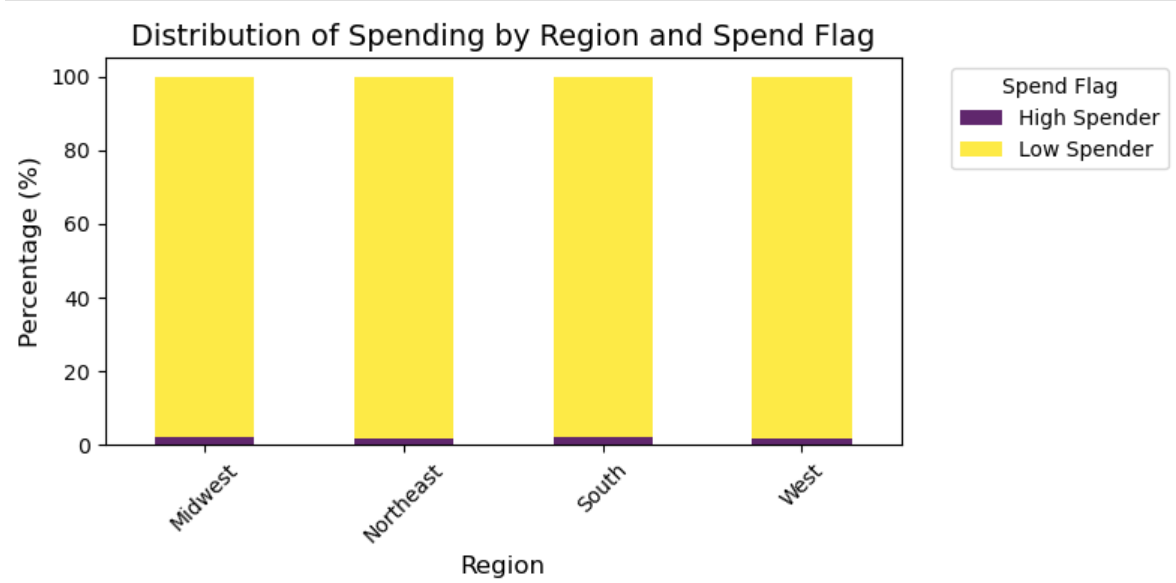 Distribution of Spending by Region and Spend Flag
Percentage (%)
100
80
60
40
20
0
Midwest
Northeast
South
West
Region
Spend Flag
High Spender
Low Spender